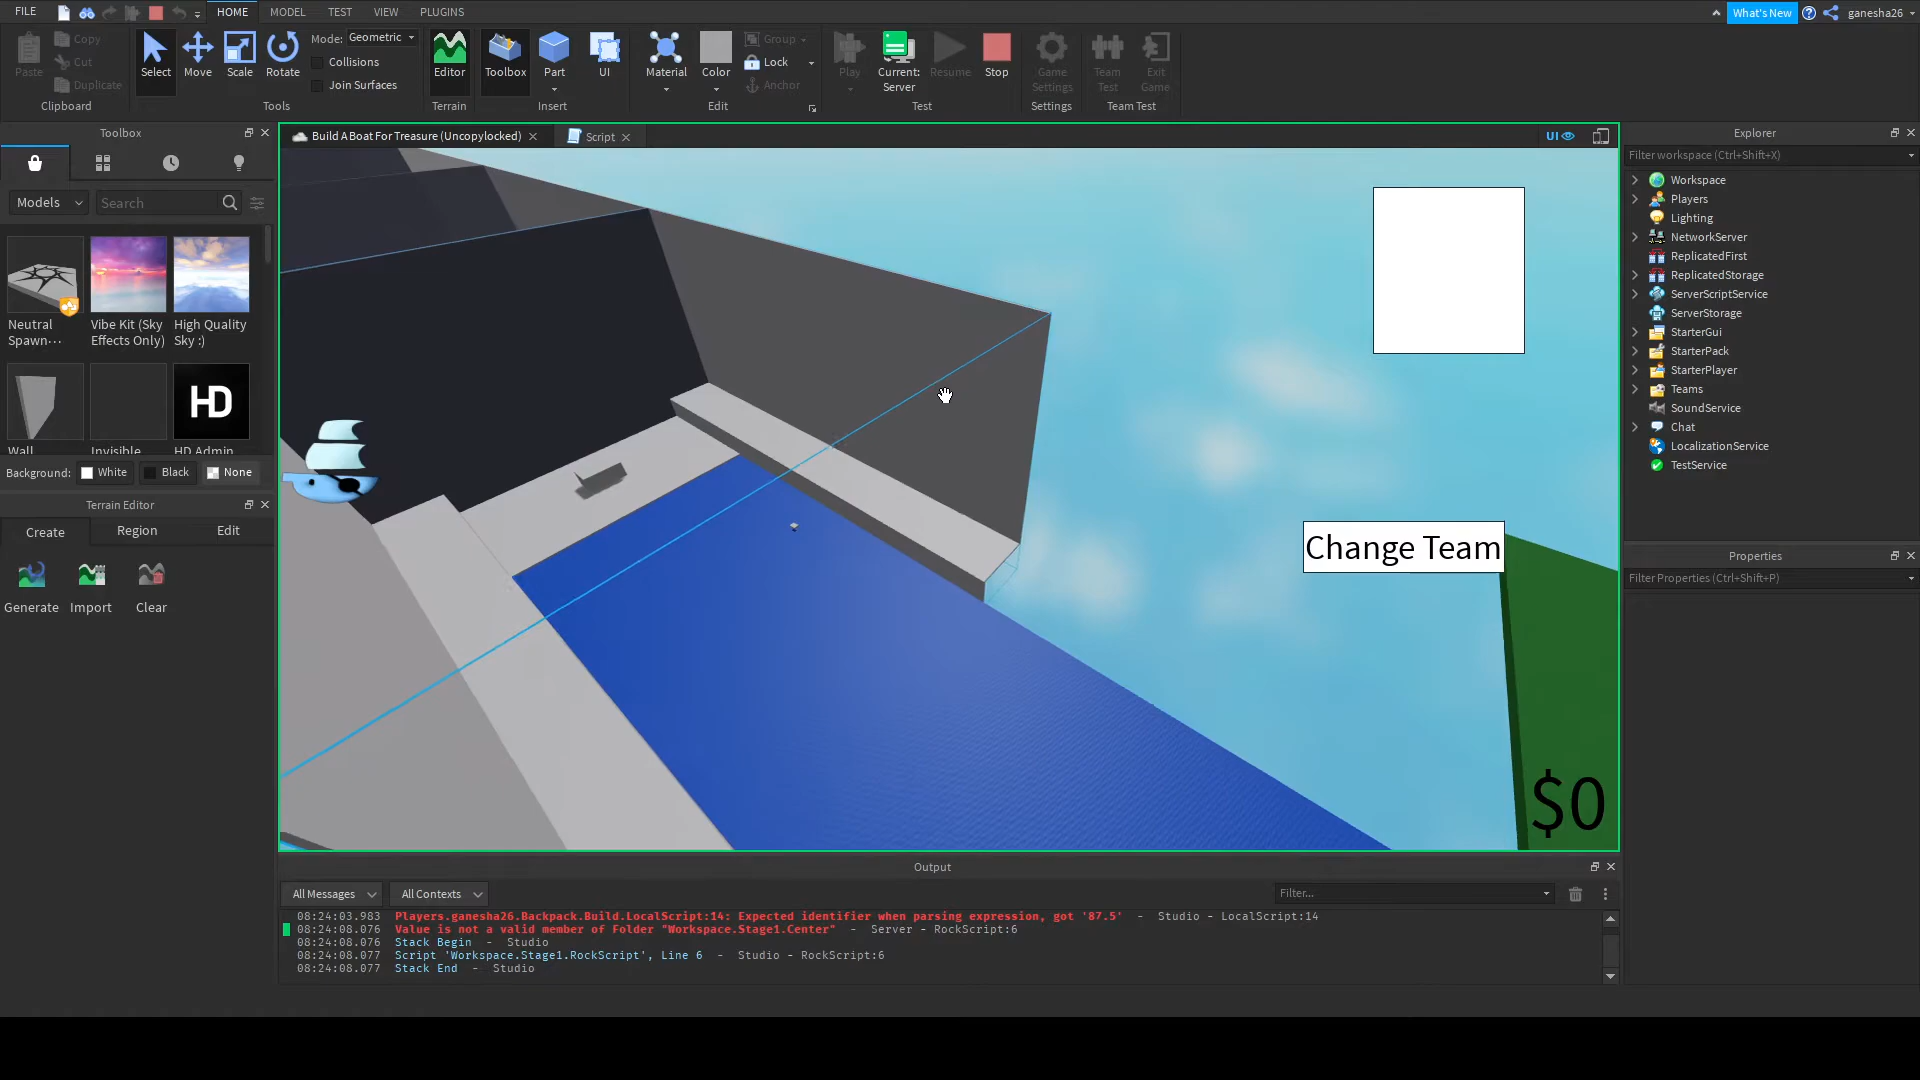 FILE
HOME
MODEL
TEST
VIEW
PLUGINS
What's New
ganesha26
Paste
Copy
Cut
Duplicate
Clipboard
Select
Move
Scale
Rotate
Mode: Geometric
Collisions
Join Surfaces
Tools
Editor
Terrain
Toolbox
Part
UI
Insert
Material
Color
Group
Lock
Anchor
Edit
Play
Current:
Server
Resume
Stop
Test
Game
Settings
Settings
Team
Test
Exit
Game
Team Test
Toolbox
Models
Search
Neutral
Spawn...
Vibe Kit (Sky
Effects Only)
High Quality
Sky :)
HD
Wall
Invisible
HD Admin
Background:
White
Black
None
Terrain Editor
Create
Region
Edit
Generate
Import
Clear
Build A Boat For Treasure (Uncopylocked)
Script
UI
Change Team
$0
Output
All Messages
All Contexts
Filter...
08:24:03.983 Players.ganesha26.Backpack.Build.LocalScript:14: Expected identifier when parsing expression, got '87.5' - Studio - LocalScript:14
08:24:08.076 Value is not a valid member of Folder "Workspace.Stage1.Center" - Server - RockScript:6
08:24:08.076 Stack Begin - Studio
08:24:08.077 Script 'Workspace.Stage1.RockScript', Line 6 - Studio - RockScript:6
08:24:08.077 Stack End - Studio
Explorer
Filter workspace (Ctrl+Shift+X)
Workspace
Players
Lighting
NetworkServer
ReplicatedFirst
ReplicatedStorage
ServerScriptService
ServerStorage
StarterGui
StarterPack
StarterPlayer
Teams
SoundService
Chat
LocalizationService
TestService
Properties
Filter Properties (Ctrl+Shift+P)